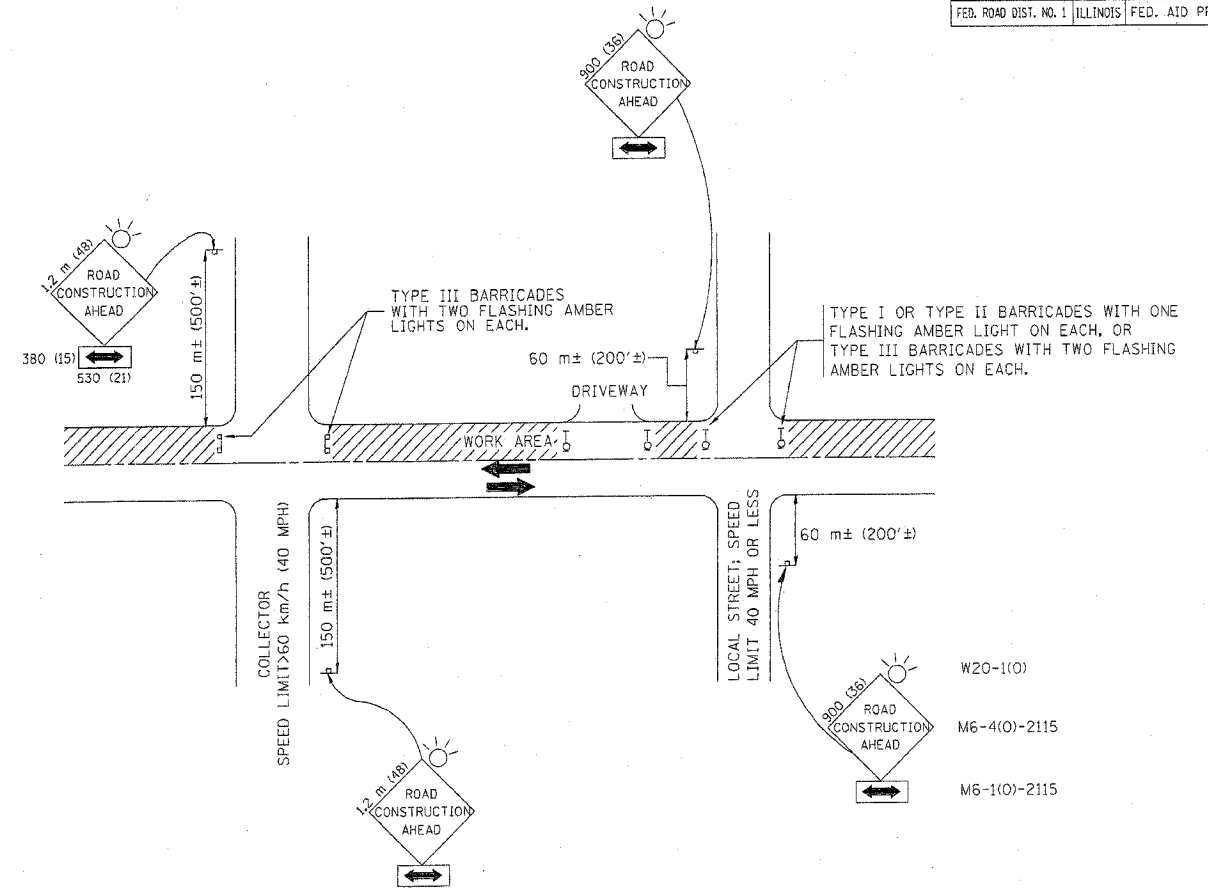 FED. ROAD DIST. NO. 1 ILLINOIS FED. AID PR
900 (36)
ROAD
CONSTRUCTION
AHEAD
1.2 m (48)
ROAD
CONSTRUCTION
AHEAD
380 (15)
530 (21)
150 m± (500'±)
TYPE III BARRICADES
WITH TWO FLASHING AMBER
LIGHTS ON EACH.
60 m± (200'±)
DRIVEWAY
TYPE I OR TYPE II BARRICADES WITH ONE
FLASHING AMBER LIGHT ON EACH, OR
TYPE III BARRICADES WITH TWO FLASHING
AMBER LIGHTS ON EACH.
WORK AREA
COLLECTOR
SPEED LIMIT>60 km/h (40 MPH)
150 m± (500'±)
LOCAL STREET; SPEED
LIMIT 40 MPH OR LESS
60 m± (200'±)
900 (36)
ROAD
CONSTRUCTION
AHEAD
W20-1(O)
M6-4(O)-2115
M6-1(O)-2115
1.2 m (48)
ROAD
CONSTRUCTION
AHEAD